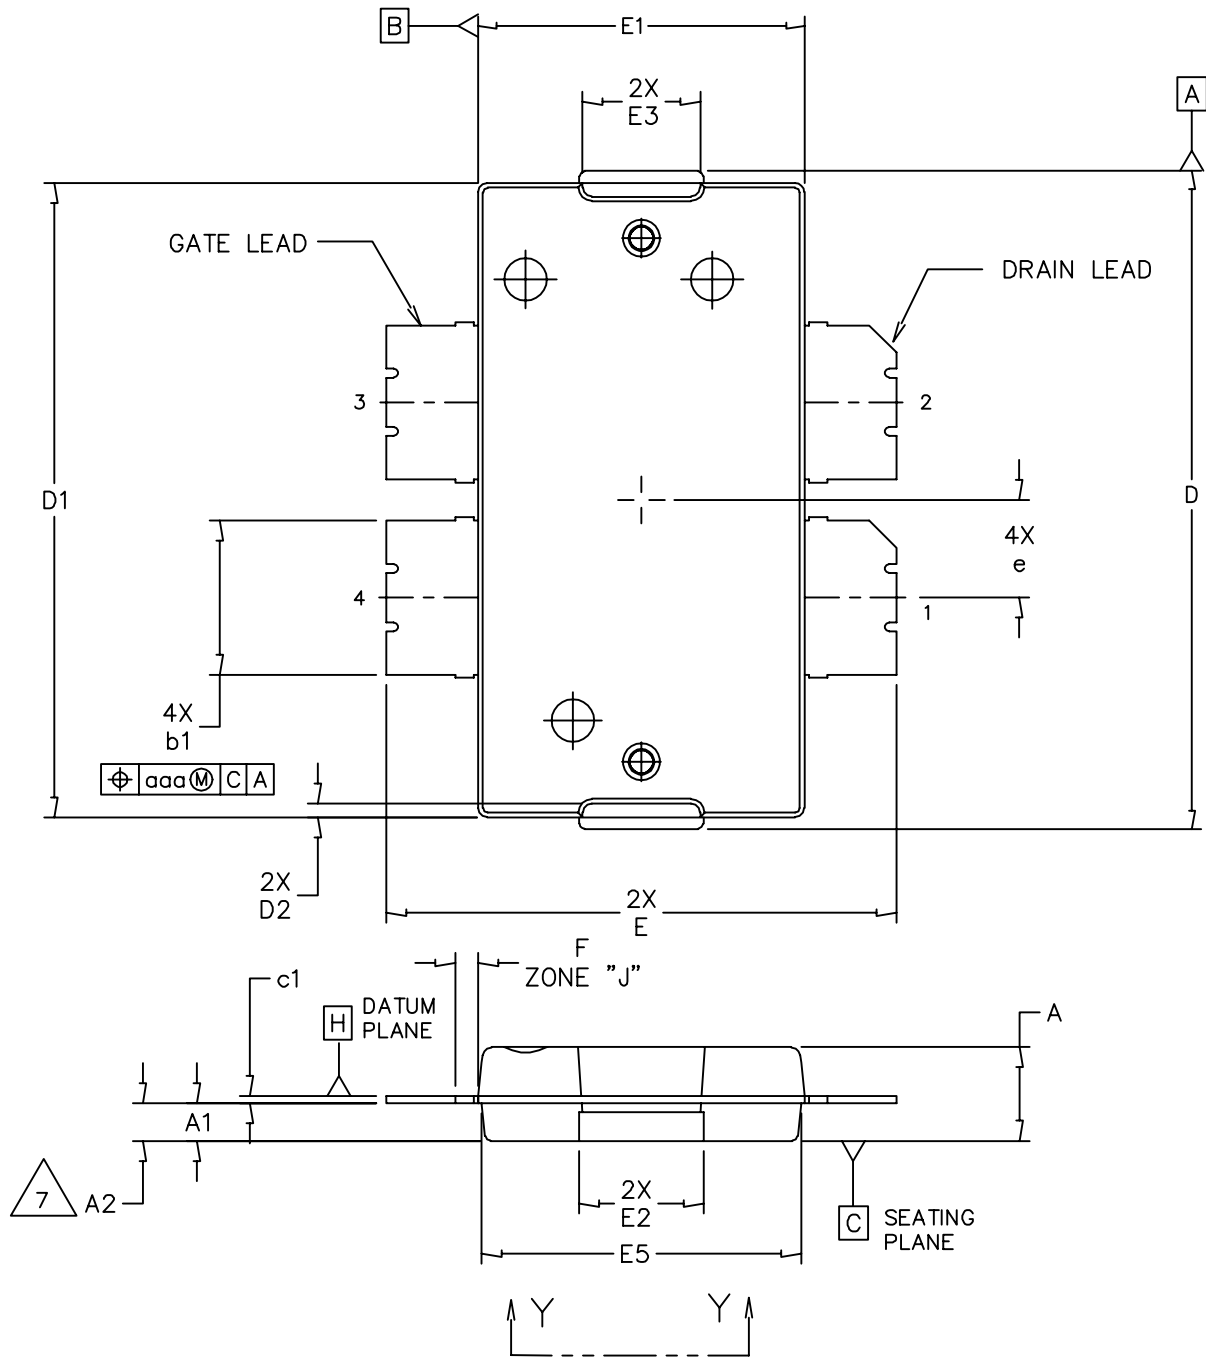 B
E1
2X
E3
A
GATE LEAD
DRAIN LEAD
3
2
D1
D
4X
e
4
1
4X
b1
⌖ aaa Ⓜ C A
2X
D2
2X
E
F
ZONE "J"
c1
H
DATUM
PLANE
A
A1
7
A2
2X
E2
C
SEATING
PLANE
E5
Y
Y